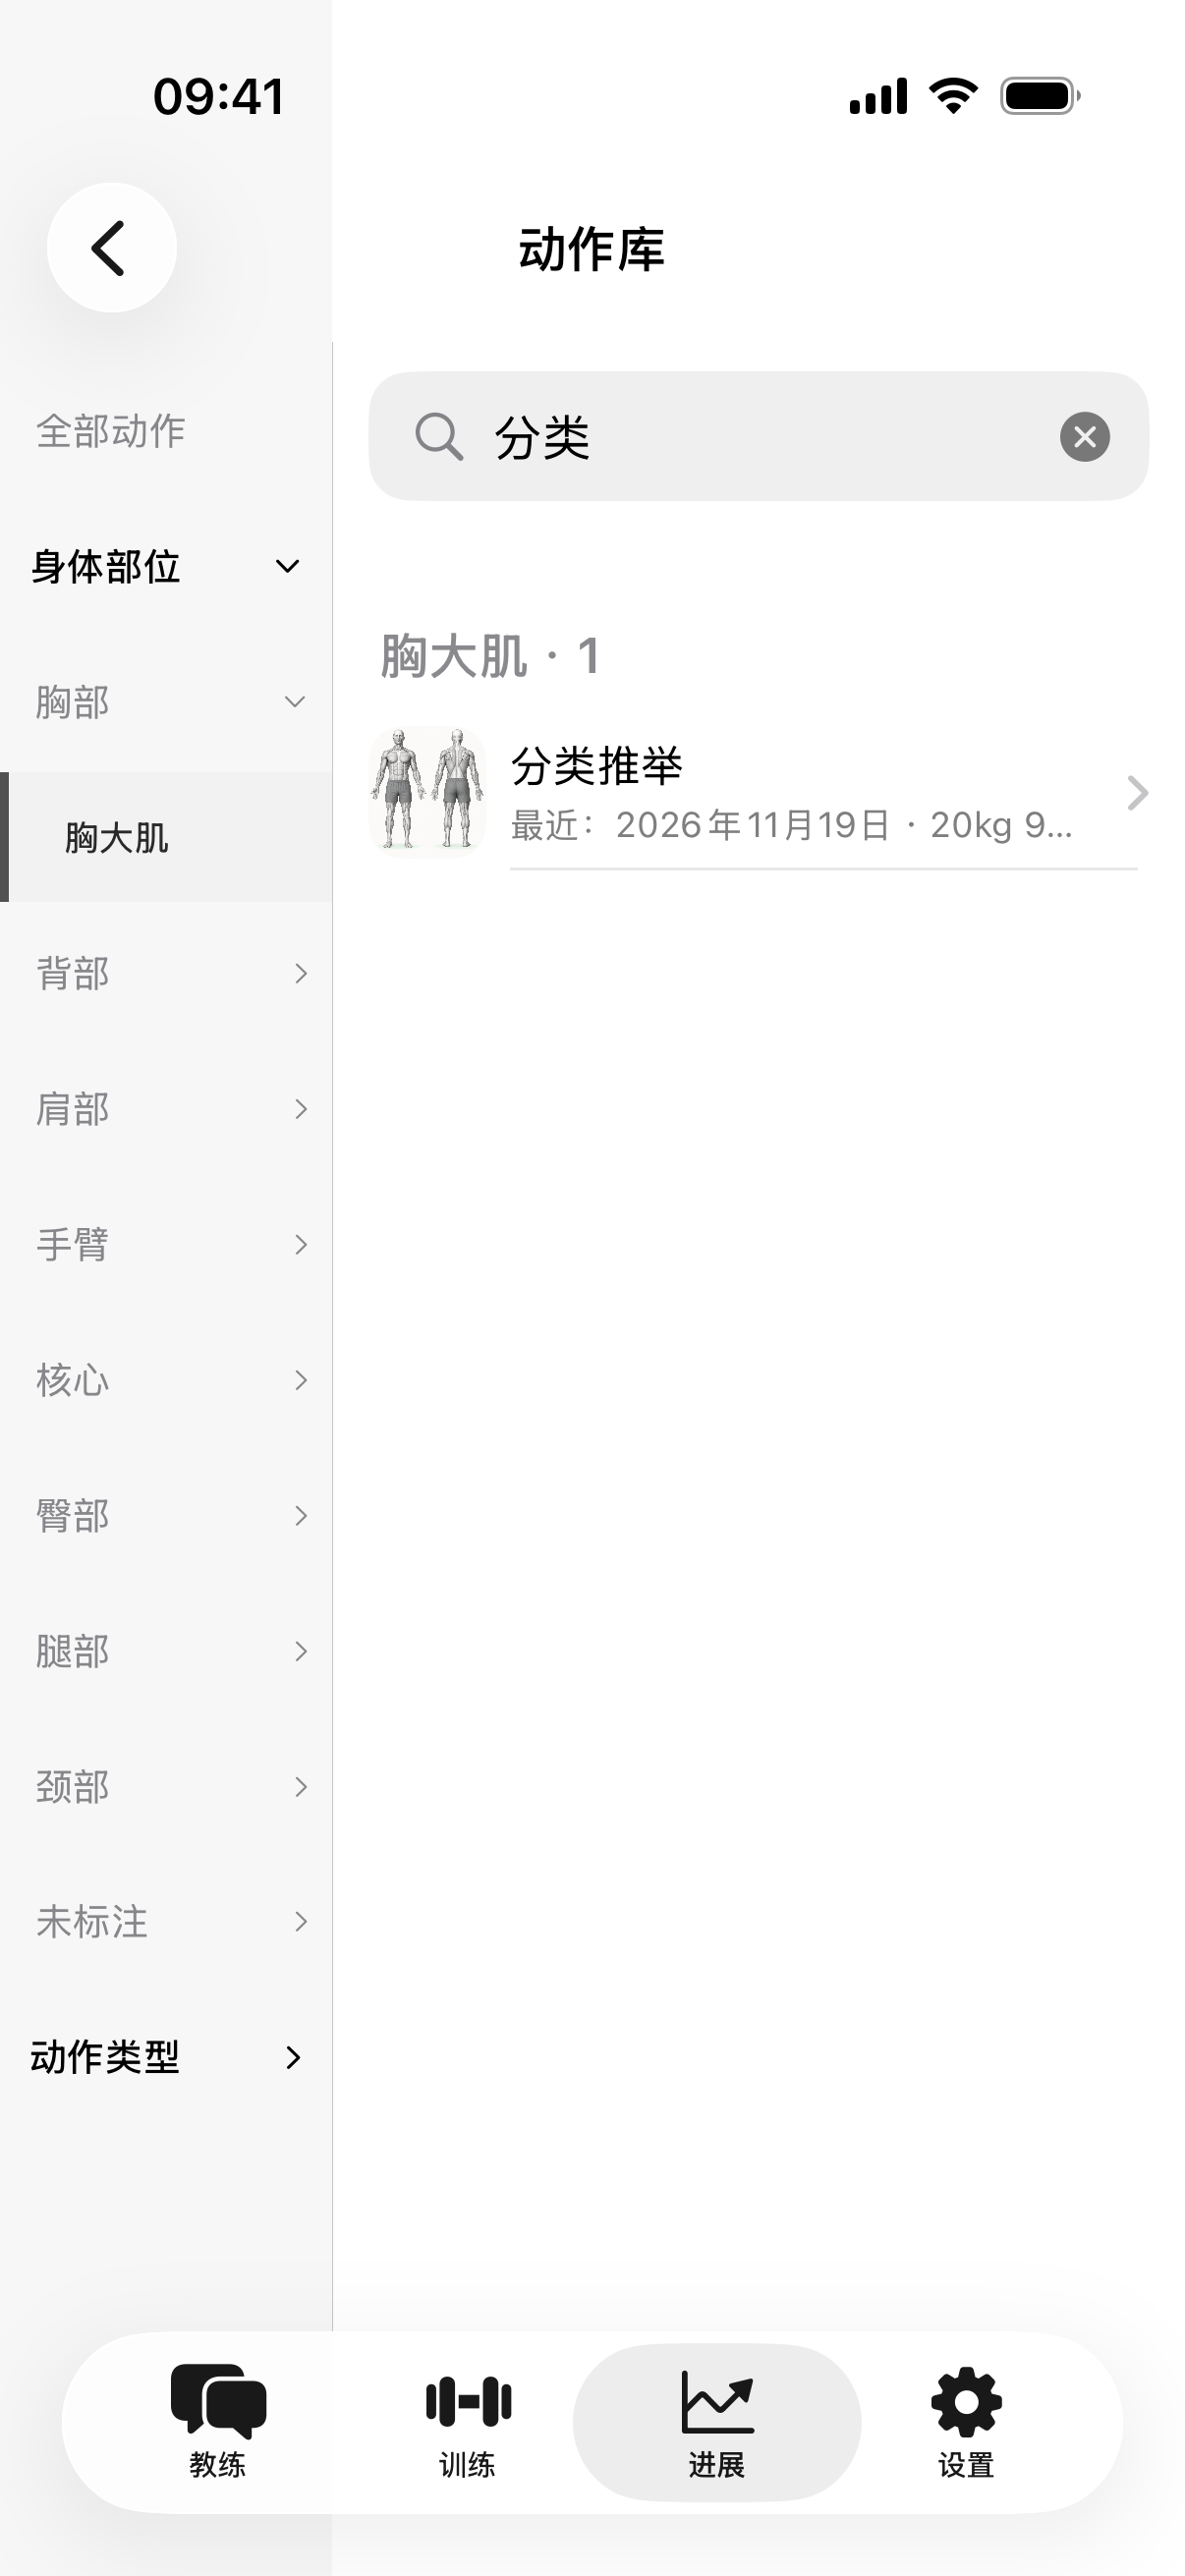 09:41
动作库
全部动作
身体部位
胸部
胸大肌
背部
肩部
手臂
核心
臀部
腿部
颈部
未标注
动作类型
分类
胸大肌 · 1
分类推举
最近：2026年11月19日 · 20kg 9...
教练
训练
进展
设置